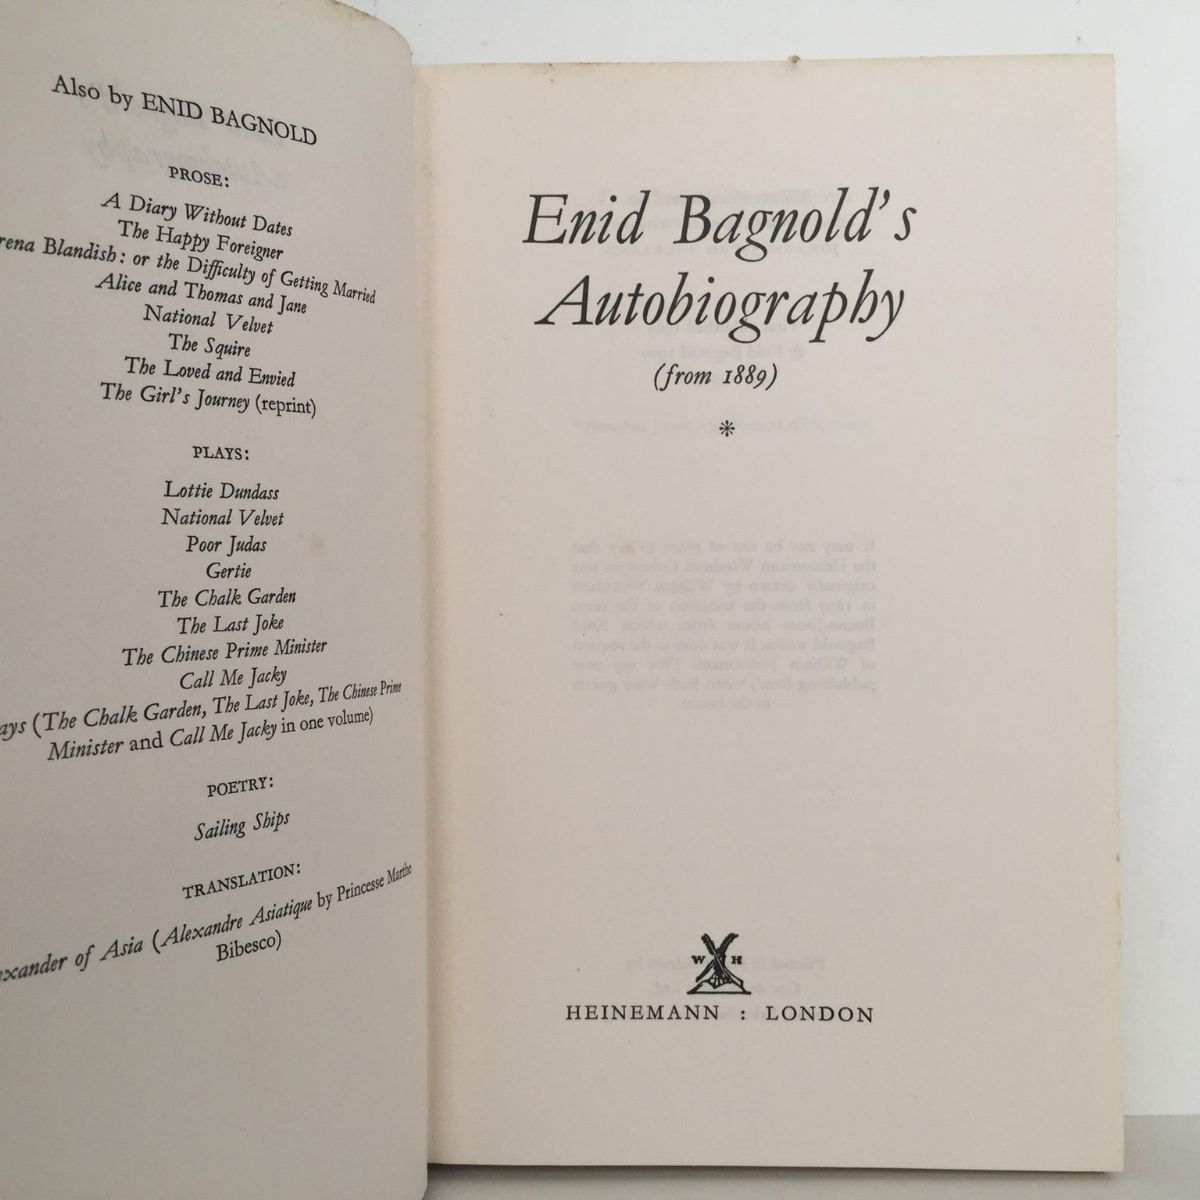 Also by ENID BAGNOLD
PROSE:
A Diary Without Dates
The Happy Foreigner
rena Blandish: or the Difficulty of Getting Married
Alice and Thomas and Jane
National Velvet
The Squire
The Loved and Envied
The Girl's Journey (reprint)
PLAYS:
Lottie Dundass
National Velvet
Poor Judas
Gertie
The Chalk Garden
The Last Joke
The Chinese Prime Minister
Call Me Jacky
ays (The Chalk Garden, The Last Joke, The Chinese Prime
Minister and Call Me Jacky in one volume)
POETRY:
Sailing Ships
TRANSLATION:
exander of Asia (Alexandre Asiatique by Princesse Marthe
Bibesco)
Enid Bagnold's
Autobiography
(from 1889)
*
W H
HEINEMANN : LONDON